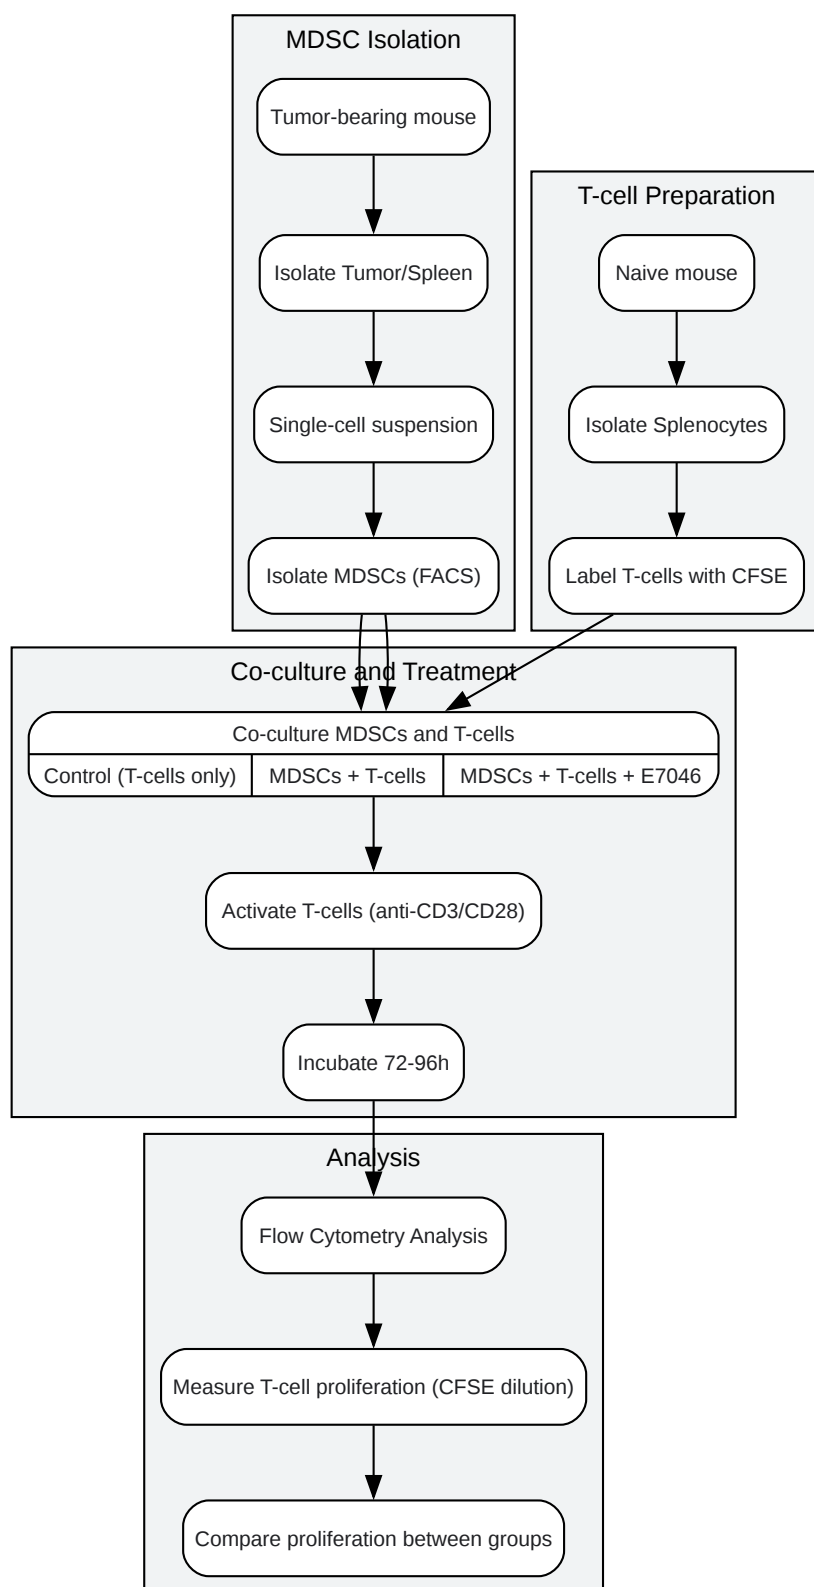 MDSC Isolation
Tumor-bearing mouse
Isolate Tumor/Spleen
Single-cell suspension
Isolate MDSCs (FACS)
T-cell Preparation
Naive mouse
Isolate Splenocytes
Label T-cells with CFSE
Co-culture and Treatment
Co-culture MDSCs and T-cells
Control (T-cells only)
MDSCs + T-cells
MDSCs + T-cells + E7046
Activate T-cells (anti-CD3/CD28)
Incubate 72-96h
Analysis
Flow Cytometry Analysis
Measure T-cell proliferation (CFSE dilution)
Compare proliferation between groups